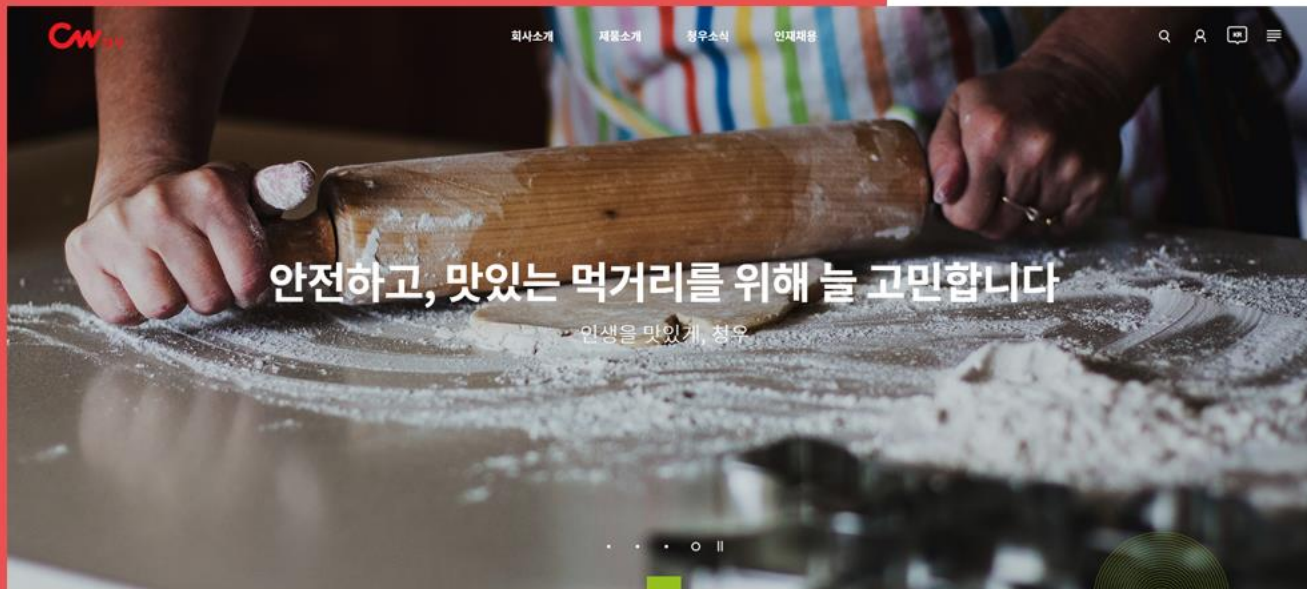 CW
회사소개
제품소개
청우소식
인재채용
KR
안전하고, 맛있는 먹거리를 위해 늘 고민합니다
인생을 맛있게, 청우